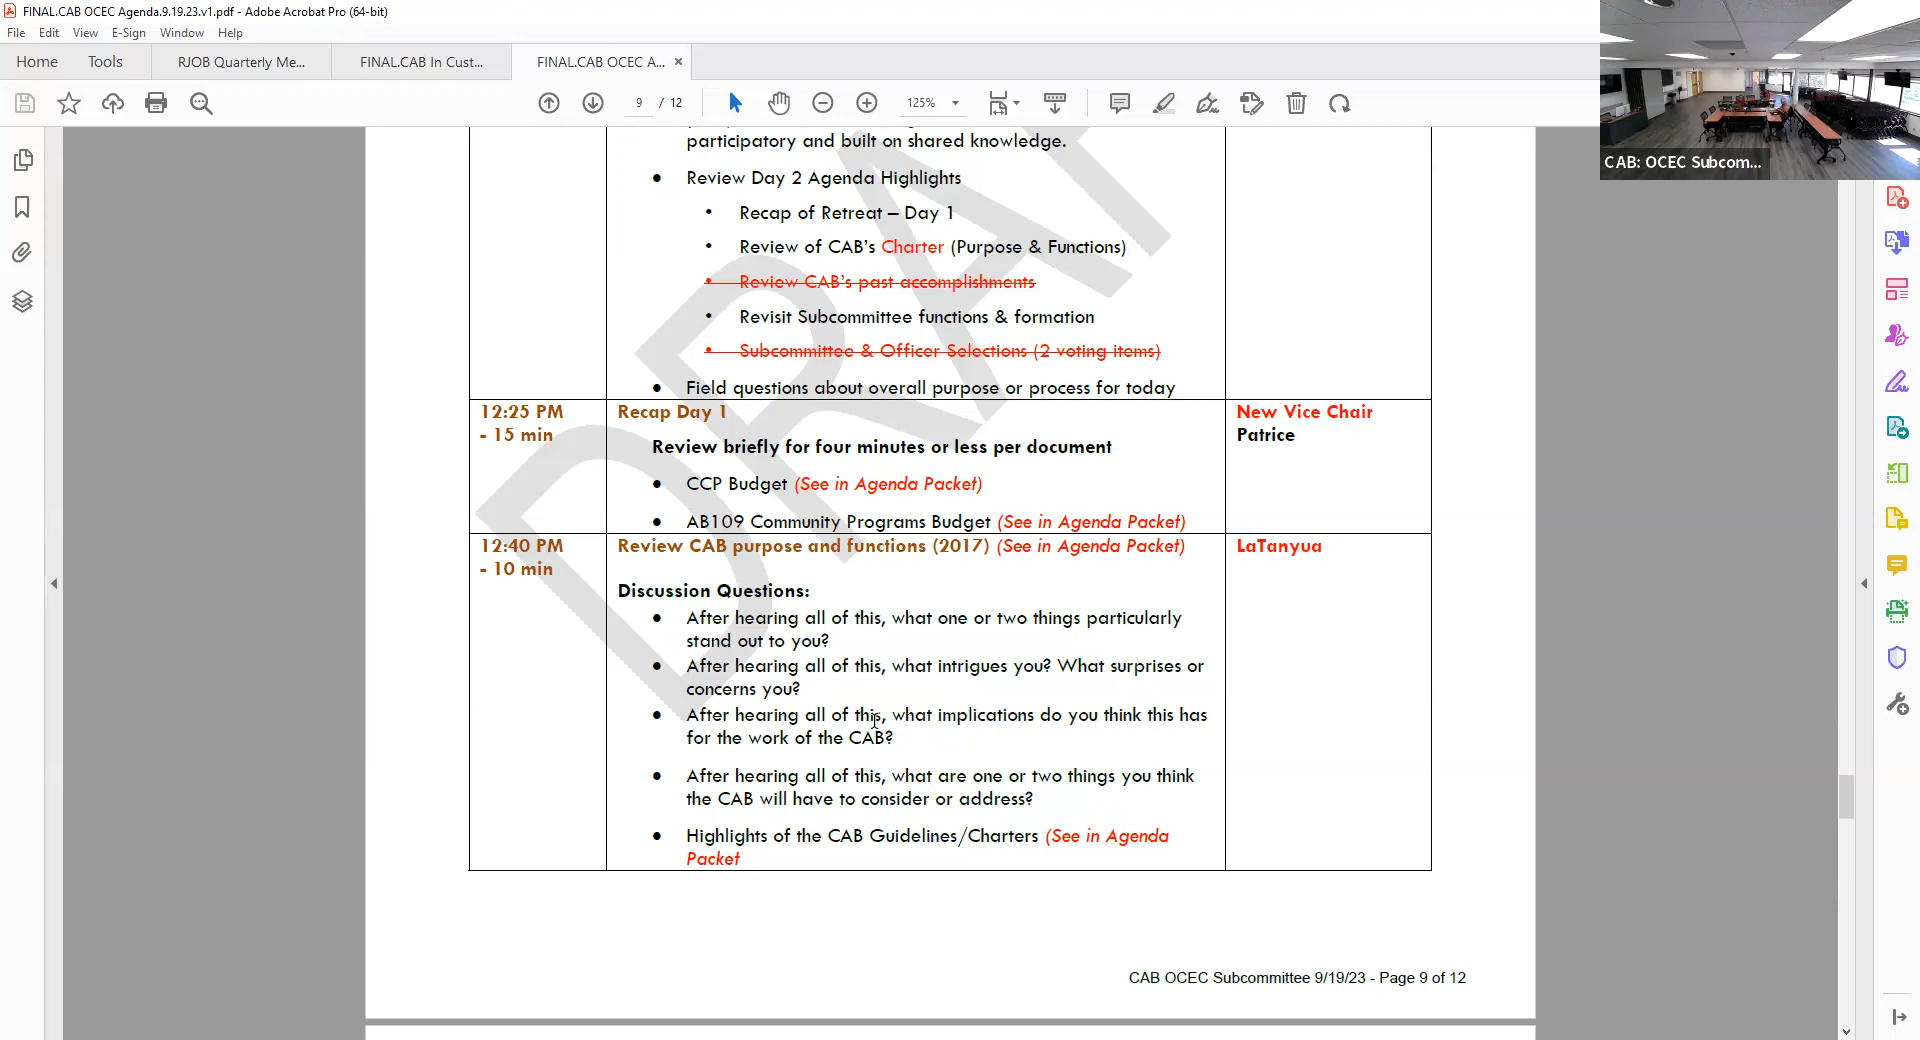 FINAL.CAB OCEC Agenda.9.19.23.v1.pdf - Adobe Acrobat Pro (64-bit)
File Edit View E-Sign Window Help
Home Tools RJOB Quarterly Me... FINAL.CAB In Cust... FINAL.CAB OCEC A... ×
9 / 12 125%
CAB: OCEC Subcom...
participatory and built on shared knowledge.
● Review Day 2 Agenda Highlights
• Recap of Retreat – Day 1
• Review of CAB's Charter (Purpose & Functions)
• Review CAB's past accomplishments
• Revisit Subcommittee functions & formation
• Subcommittee & Officer Selections (2 voting items)
● Field questions about overall purpose or process for today
12:25 PM
- 15 min
Recap Day 1
Review briefly for four minutes or less per document
● CCP Budget (See in Agenda Packet)
● AB109 Community Programs Budget (See in Agenda Packet)
New Vice Chair
Patrice
12:40 PM
- 10 min
Review CAB purpose and functions (2017) (See in Agenda Packet)
Discussion Questions:
● After hearing all of this, what one or two things particularly
stand out to you?
● After hearing all of this, what intrigues you? What surprises or
concerns you?
● After hearing all of this, what implications do you think this has
for the work of the CAB?
● After hearing all of this, what are one or two things you think
the CAB will have to consider or address?
● Highlights of the CAB Guidelines/Charters (See in Agenda
Packet
LaTanyua
DRAF
CAB OCEC Subcommittee 9/19/23 - Page 9 of 12